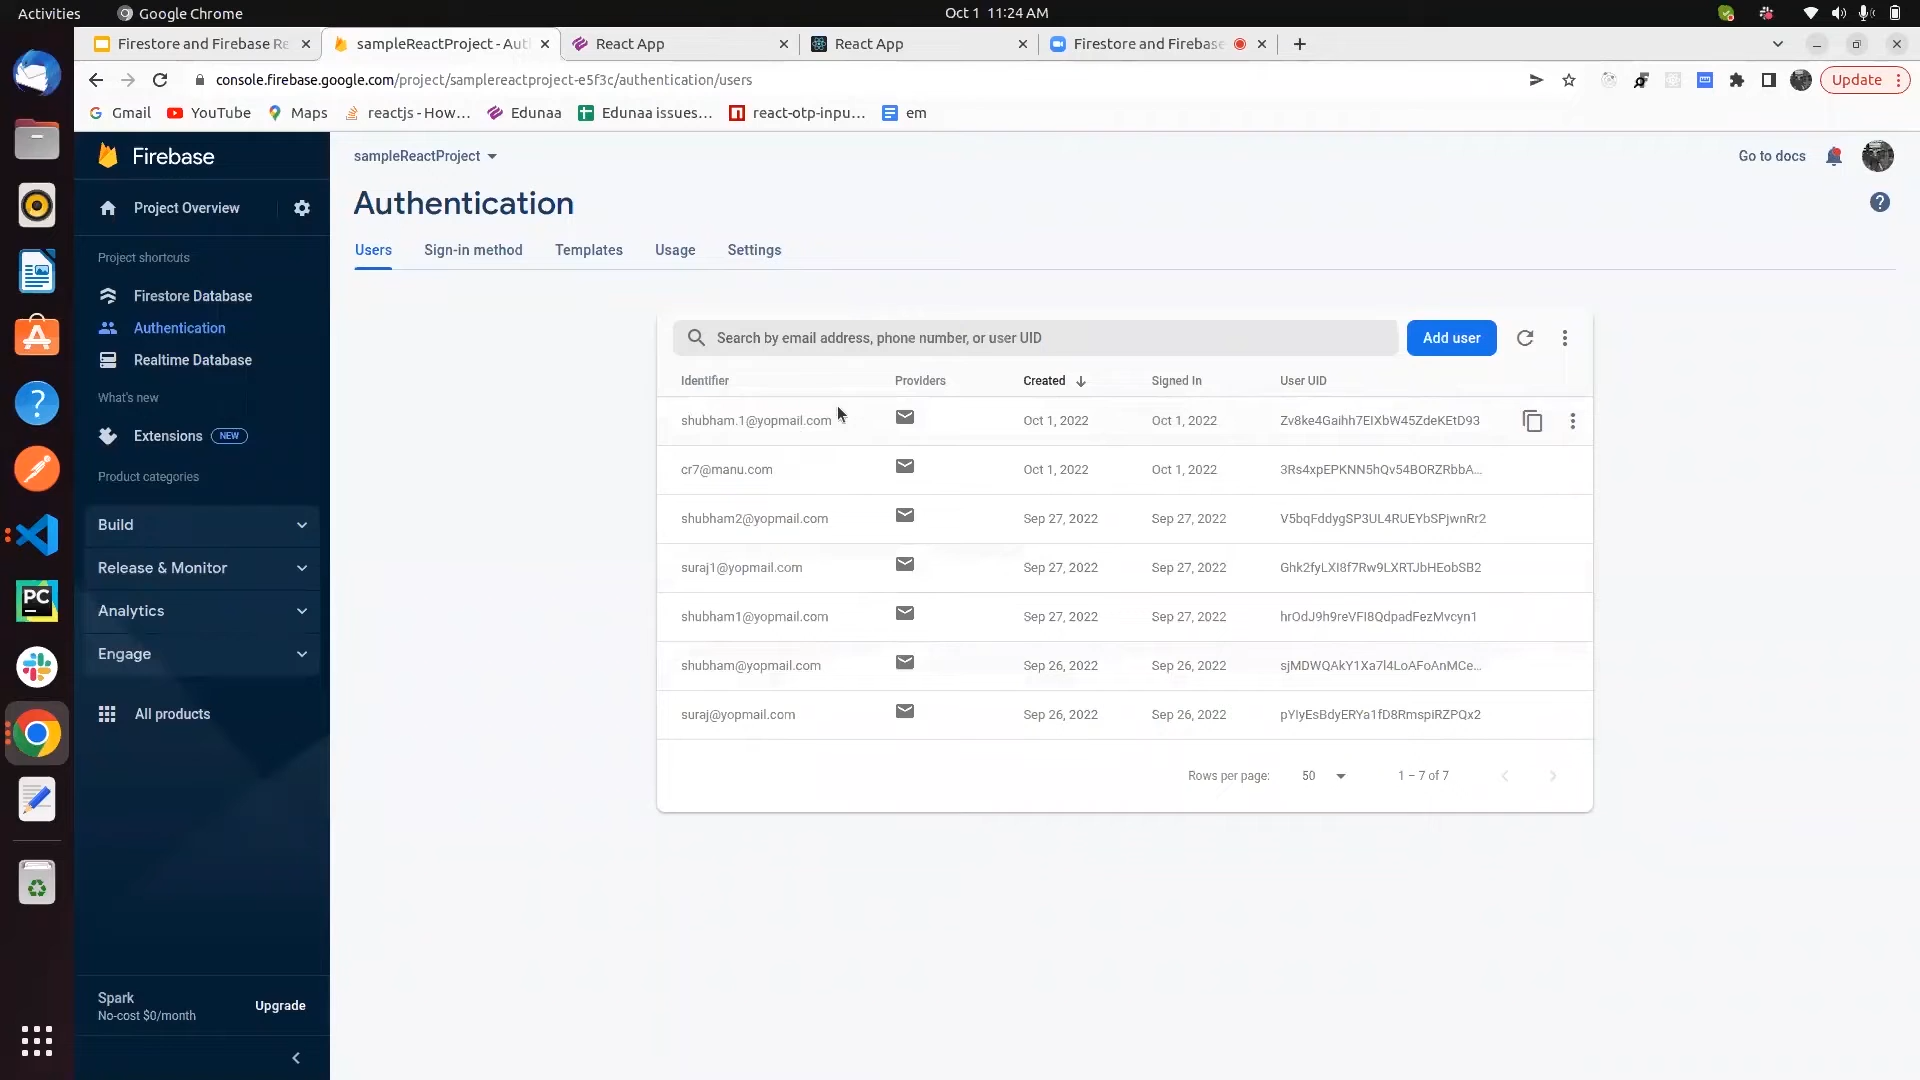 Activities
Google Chrome
Oct 1 11:24 AM
Firestore and Firebase Re
sampleReactProject - Aut
React App
React App
Firestore and Firebase
console.firebase.google.com/project/samplereactproject-e5f3c/authentication/users
Update
Gmail
YouTube
Maps
reactjs - How...
Edunaa
Edunaa issues...
react-otp-inpu...
em
Firebase
sampleReactProject
Go to docs
Project Overview
Authentication
Users
Sign-in method
Templates
Usage
Settings
Project shortcuts
Firestore Database
Authentication
Realtime Database
What's new
Extensions NEW
Product categories
Build
Release & Monitor
Analytics
Engage
All products
Spark
No-cost $0/month
Upgrade
Search by email address, phone number, or user UID
Add user
Identifier Providers Created Signed In User UID
shubham.1@yopmail.com Oct 1, 2022 Oct 1, 2022 Zv8ke4Gaihh7EIXbW45ZdeKEtD93
cr7@manu.com Oct 1, 2022 Oct 1, 2022 3Rs4xpEPKNN5hQv54BORZRbbA...
shubham2@yopmail.com Sep 27, 2022 Sep 27, 2022 V5bqFddygSP3UL4RUEYbSPjwnRr2
suraj1@yopmail.com Sep 27, 2022 Sep 27, 2022 Ghk2fyLXI8f7Rw9LXRTJbHEobSB2
shubham1@yopmail.com Sep 27, 2022 Sep 27, 2022 hrOdJ9h9reVFI8QdpadFezMvcyn1
shubham@yopmail.com Sep 26, 2022 Sep 26, 2022 sjMDWQAkY1Xa7l4LoAFoAnMCe...
suraj@yopmail.com Sep 26, 2022 Sep 26, 2022 pYIyEsBdyERYa1fD8RmspiRZPQx2
Rows per page: 50 1 – 7 of 7
PC